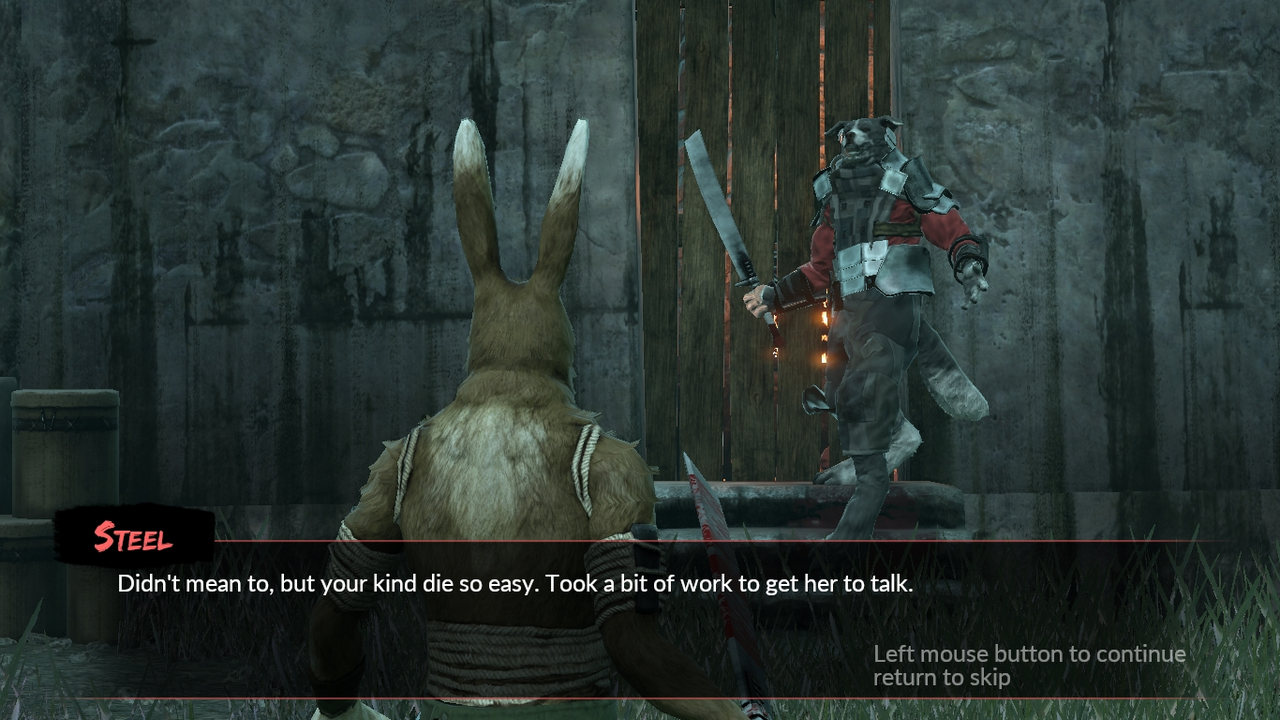 Steel
Didn't mean to, but your kind die so easy. Took a bit of work to get her to talk.
Left mouse button to continue
return to skip